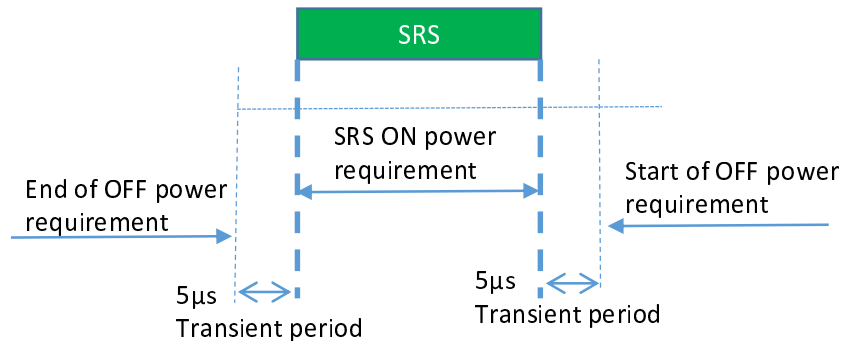 SRS
SRS ON power
requirement
End of OFF power
requirement
Start of OFF power
requirement
5μs
Transient period
5μs
Transient period